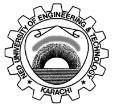 NED UNIVERSITY OF ENGINEERING & TECHNOLOGY
KARACHI